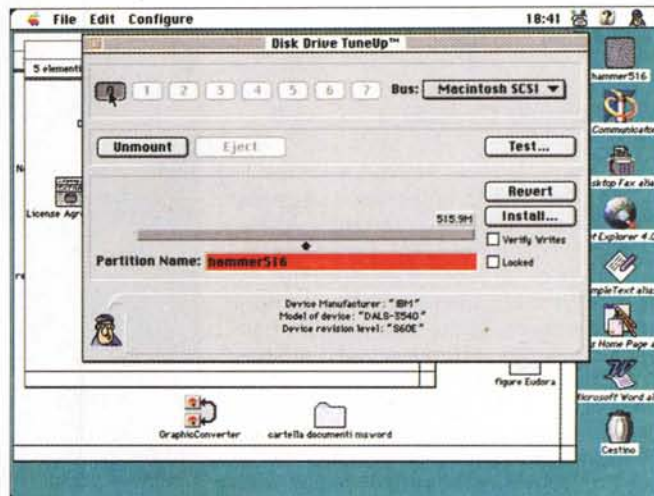 File Edit Configure 18:41
Disk Drive TuneUp™
5 elementi
0 1 2 3 4 5 6 7 Bus: Macintosh SCSI
hammer516
Communicator
Unmount Eject Test...
Revert
515.9M Install...
License Agr
Verify Writes
Partition Name: hammer516 Locked
Device Manufacturer: "IBM"
Model of device: "DALS-3540"
Device revision level: "S60E"
sktop Fax alia
t Explorer 4.0
mpleText alias
s Home Page a
figure Eudora
icrosoft Word al
GraphicConverter cartella documenti msword
Cestino